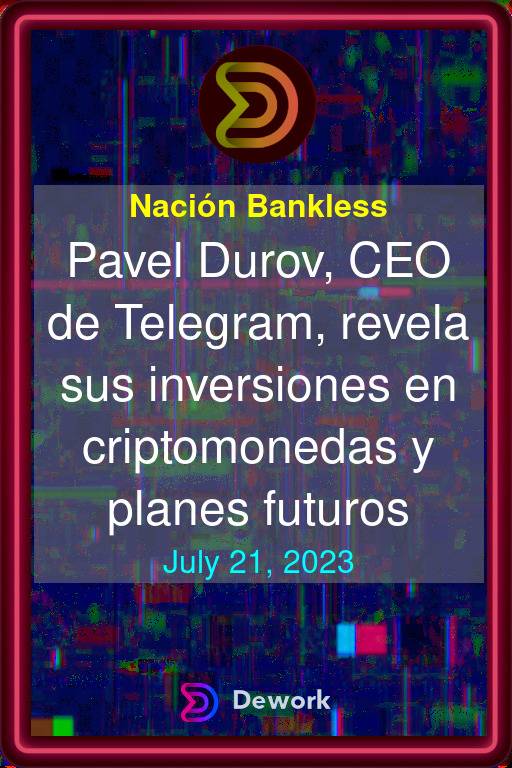 Nación Bankless
Pavel Durov, CEO
de Telegram, revela
sus inversiones en
criptomonedas y
planes futuros
July 21, 2023
Dework